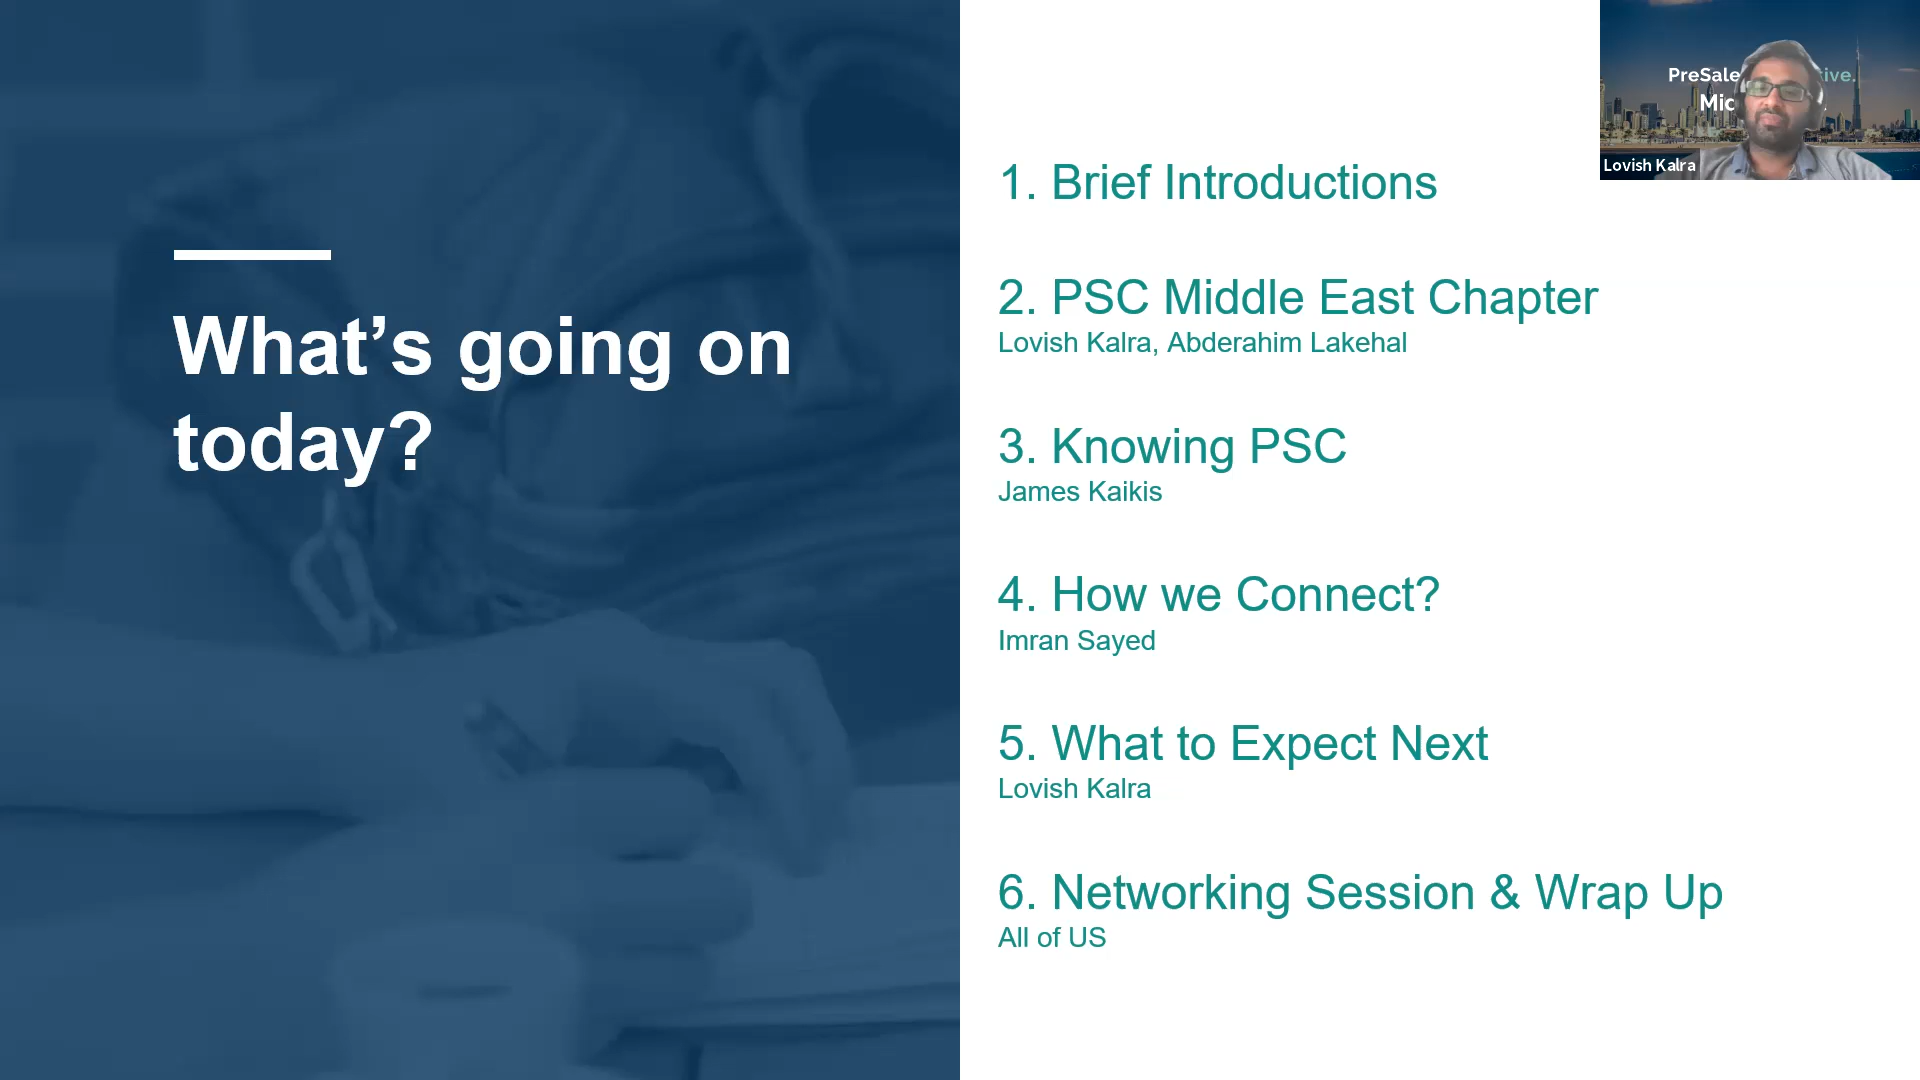 What's going on
today?
1. Brief Introductions
2. PSC Middle East Chapter
Lovish Kalra, Abderahim Lakehal
3. Knowing PSC
James Kaikis
4. How we Connect?
Imran Sayed
5. What to Expect Next
Lovish Kalra
6. Networking Session & Wrap Up
All of US
Lovish Kalra